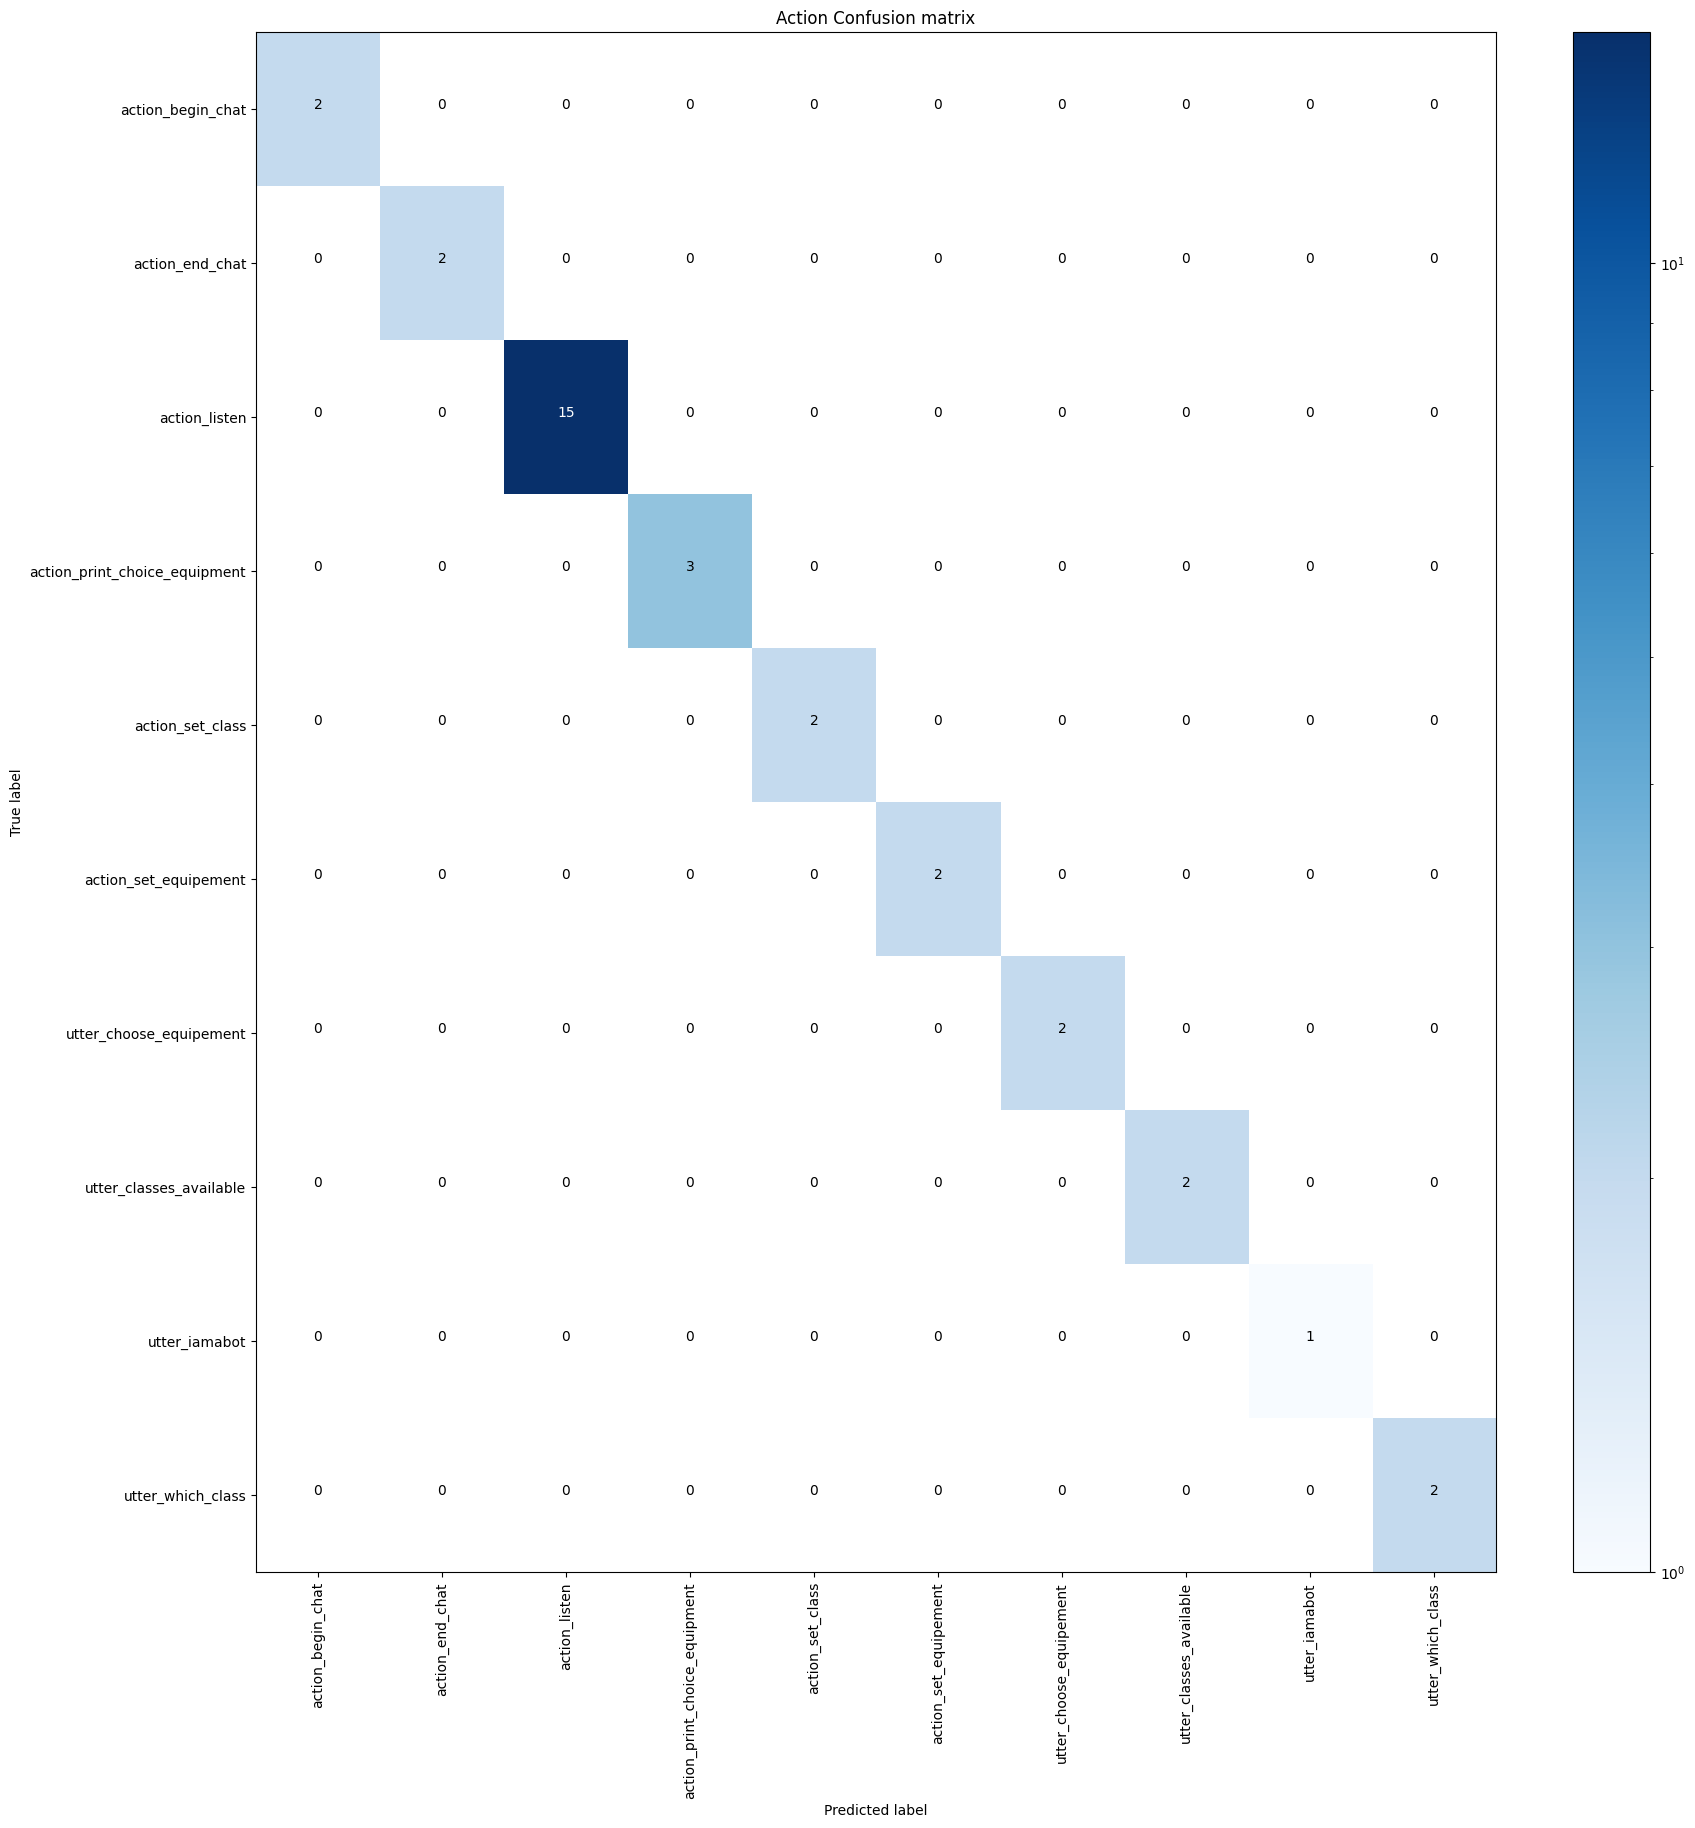 Action Confusion matrix
action_begin_chat 2 0 0 0 0 0 0 0 0 0
action_end_chat 0 2 0 0 0 0 0 0 0 0
10¹
action_listen 0 0 15 0 0 0 0 0 0 0
action_print_choice_equipment 0 0 0 3 0 0 0 0 0 0
action_set_class 0 0 0 0 2 0 0 0 0 0
True label
action_set_equipement 0 0 0 0 0 2 0 0 0 0
utter_choose_equipement 0 0 0 0 0 0 2 0 0 0
utter_classes_available 0 0 0 0 0 0 0 2 0 0
utter_iamabot 0 0 0 0 0 0 0 0 1 0
utter_which_class 0 0 0 0 0 0 0 0 0 2
10⁰
action_begin_chat
action_end_chat
action_listen
action_print_choice_equipment
action_set_class
action_set_equipement
utter_choose_equipement
utter_classes_available
utter_iamabot
utter_which_class
Predicted label